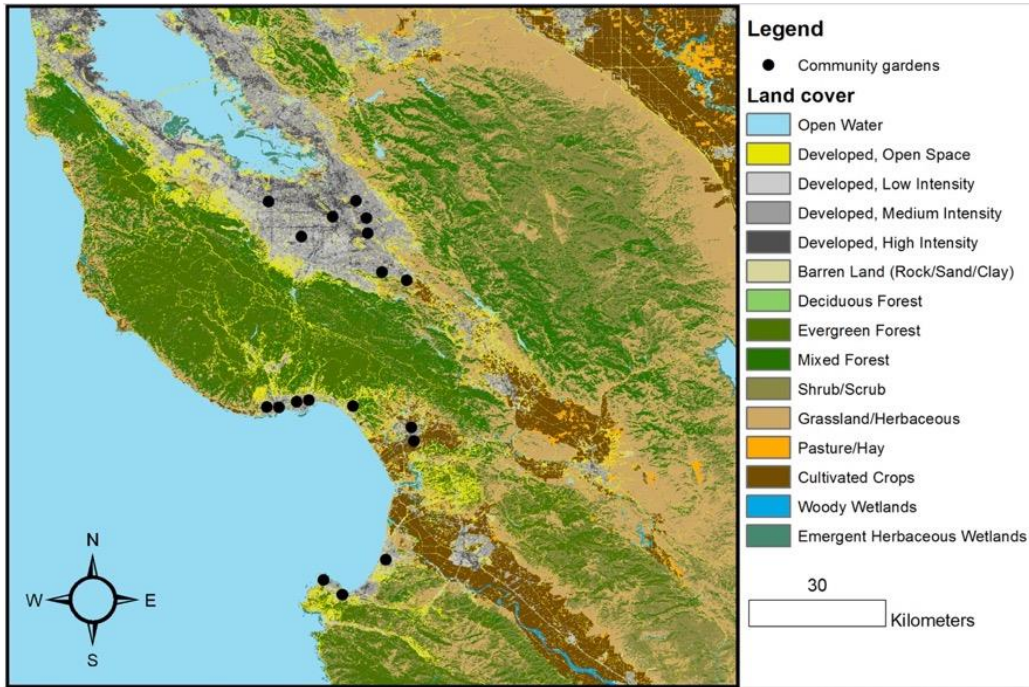 Legend
Community gardens
Land cover
Open Water
Developed, Open Space
Developed, Low Intensity
Developed, Medium Intensity
Developed, High Intensity
Barren Land (Rock/Sand/Clay)
Deciduous Forest
Evergreen Forest
Mixed Forest
Shrub/Scrub
Grassland/Herbaceous
Pasture/Hay
Cultivated Crops
Woody Wetlands
Emergent Herbaceous Wetlands
30
Kilometers
N
W E
S